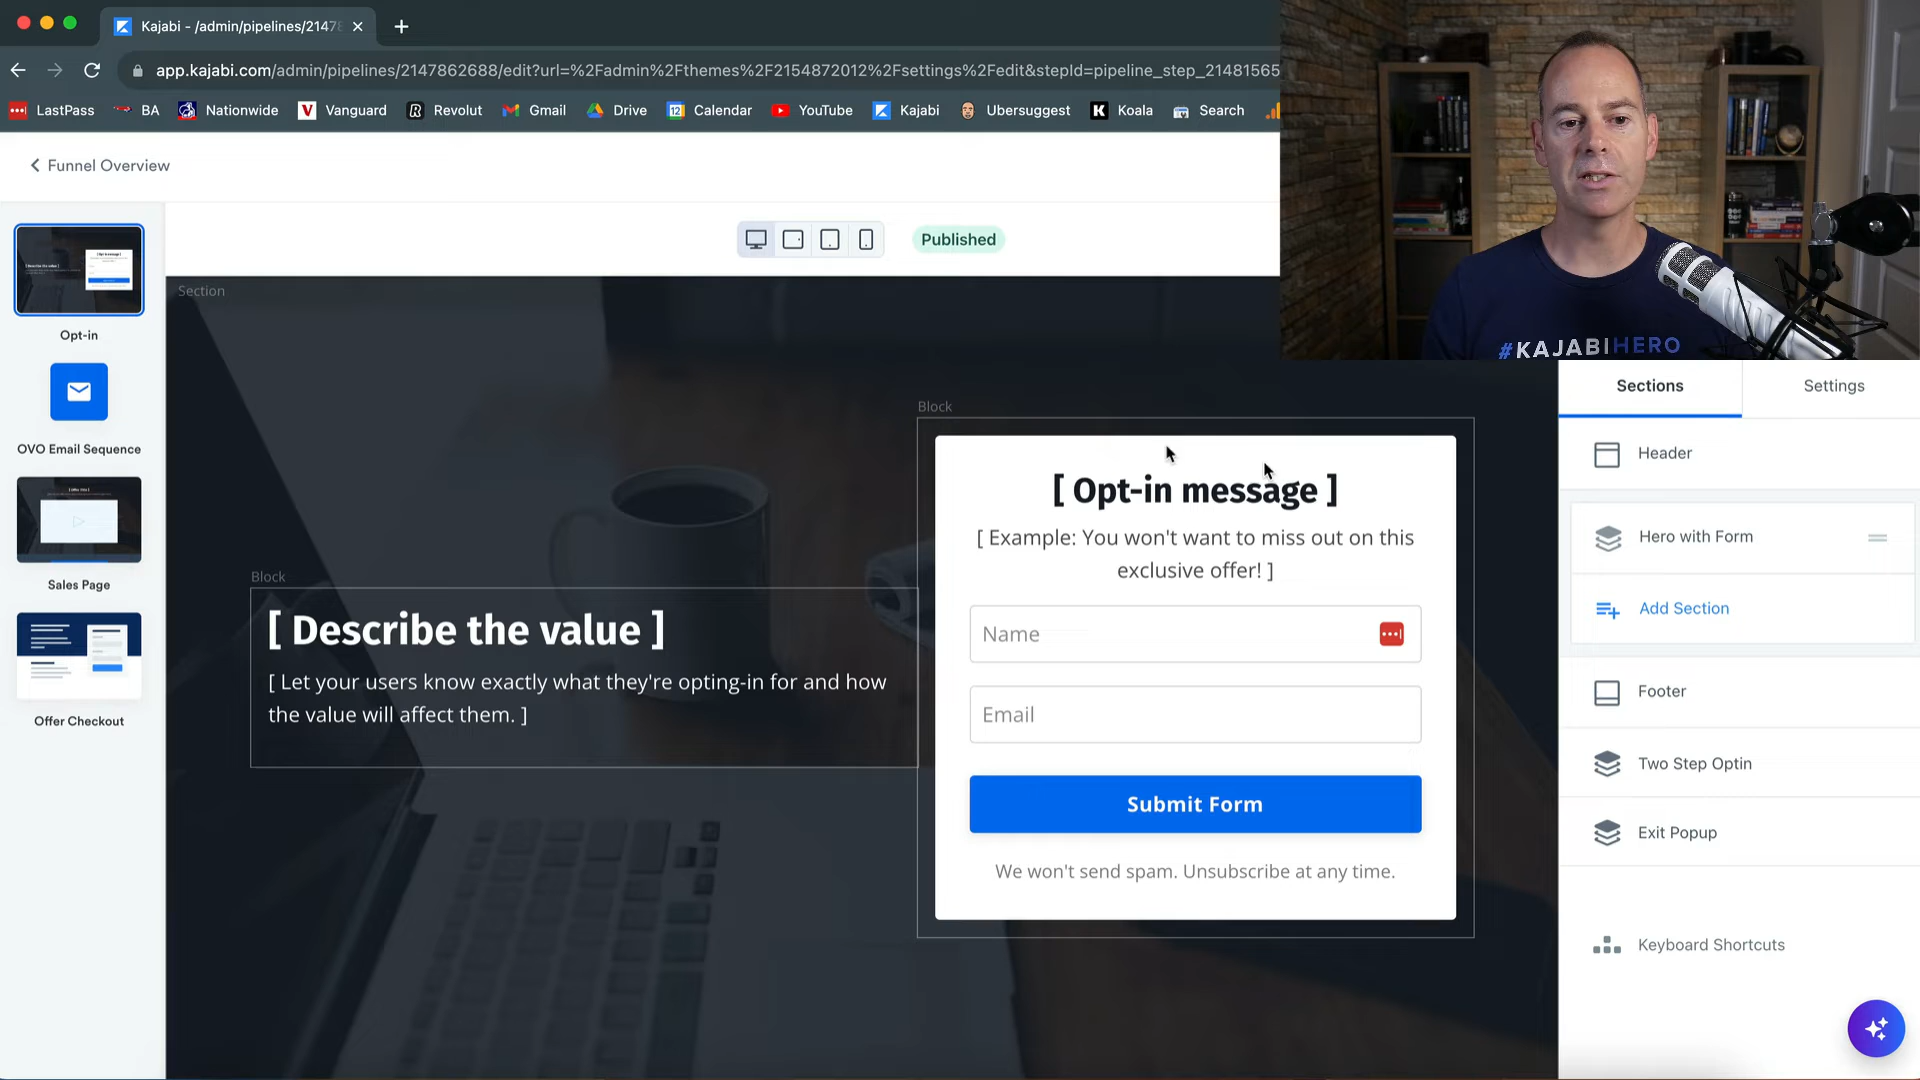 Kajabi - /admin/pipelines/2147
app.kajabi.com/admin/pipelines/2147862688/edit?url=%2Fadmin%2Fthemes%2F2154872012%2Fsettings%2Fedit&stepId=pipeline_step_21481565
LastPass
BA
Nationwide
Vanguard
Revolut
Gmail
Drive
Calendar
YouTube
Kajabi
Ubersuggest
Koala
Search
Funnel Overview
Published
#KAJABIHERO
Opt-in
OVO Email Sequence
Sales Page
Offer Checkout
Section
Block
[ Describe the value ]
[ Let your users know exactly what they're opting-in for and how
the value will affect them. ]
Block
[ Opt-in message ]
[ Example: You won't want to miss out on this
exclusive offer! ]
Name
Email
Submit Form
We won't send spam. Unsubscribe at any time.
Sections
Settings
Header
Hero with Form
Add Section
Footer
Two Step Optin
Exit Popup
Keyboard Shortcuts